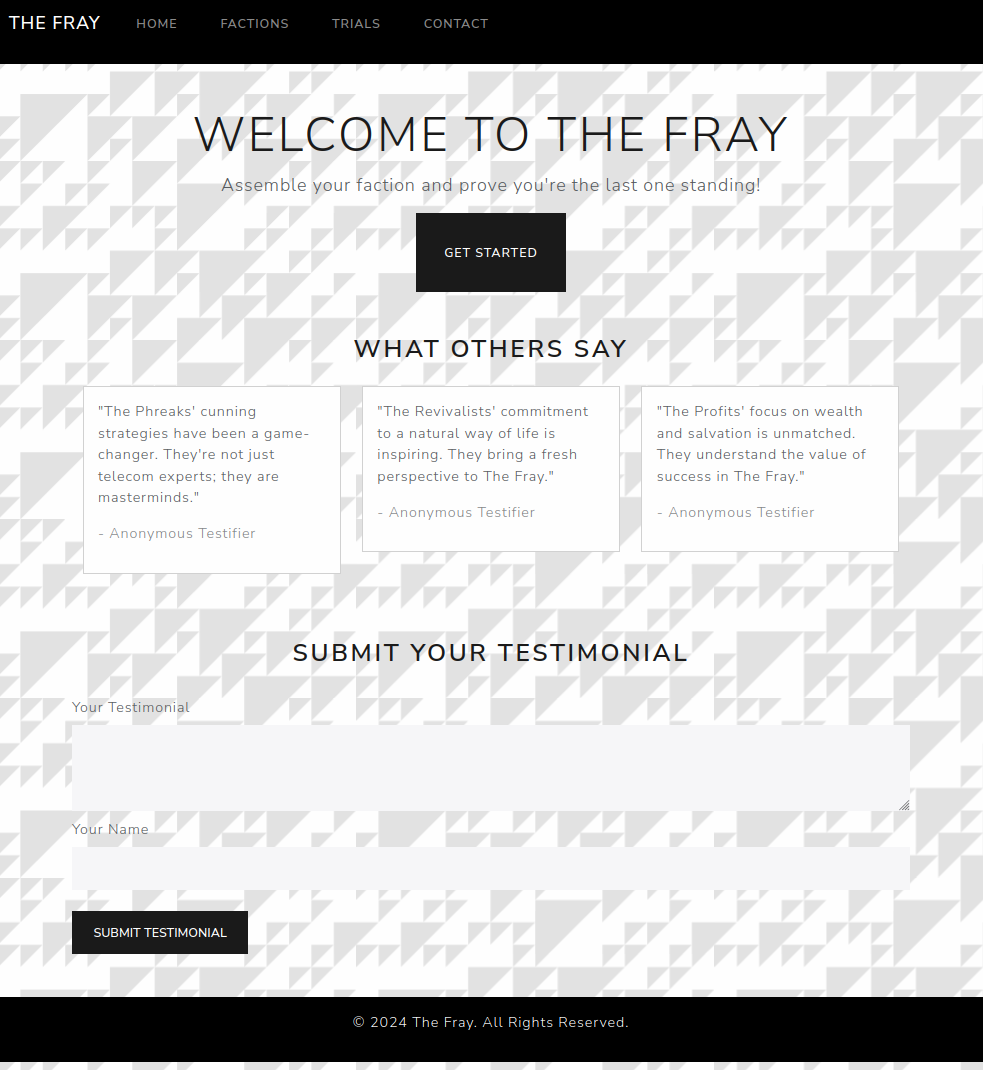 THE FRAY HOME FACTIONS TRIALS CONTACT
WELCOME TO THE FRAY
Assemble your faction and prove you're the last one standing!
GET STARTED
WHAT OTHERS SAY
"The Phreaks' cunning
strategies have been a game-
changer. They're not just
telecom experts; they are
masterminds."
- Anonymous Testifier
"The Revivalists' commitment
to a natural way of life is
inspiring. They bring a fresh
perspective to The Fray."
- Anonymous Testifier
"The Profits' focus on wealth
and salvation is unmatched.
They understand the value of
success in The Fray."
- Anonymous Testifier
SUBMIT YOUR TESTIMONIAL
Your Testimonial
Your Name
SUBMIT TESTIMONIAL
© 2024 The Fray. All Rights Reserved.